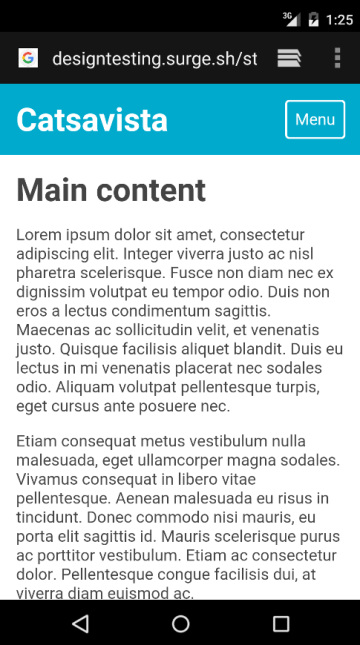 3G 1:25
designtesting.surge.sh/st
Catsavista
Menu
Main content
Lorem ipsum dolor sit amet, consectetur
adipiscing elit. Integer viverra justo ac nisl
pharetra scelerisque. Fusce non diam nec ex
dignissim volutpat eu tempor odio. Duis non
eros a lectus condimentum sagittis.
Maecenas ac sollicitudin velit, et venenatis
justo. Quisque facilisis aliquet blandit. Duis eu
lectus in mi venenatis placerat nec sodales
odio. Aliquam volutpat pellentesque turpis,
eget cursus ante posuere nec.
Etiam consequat metus vestibulum nulla
malesuada, eget ullamcorper magna sodales.
Vivamus consequat in libero vitae
pellentesque. Aenean malesuada eu risus in
tincidunt. Donec commodo nisi mauris, eu
porta elit sagittis id. Mauris scelerisque purus
ac porttitor vestibulum. Etiam ac consectetur
dolor. Pellentesque congue facilisis dui, at
viverra diam euismod ac.